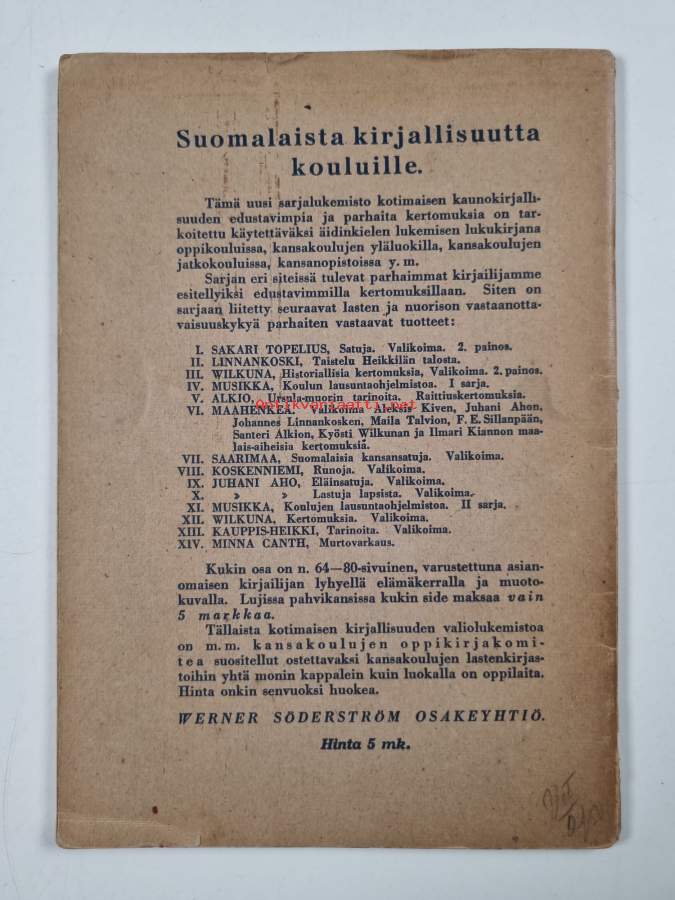 Suomalaista kirjallisuutta
kouluille.
Tämä uusi sarjalukemisto kotimaisen kaunokirjalli-
suuden edustavimpia ja parhaita kertomuksia on tar-
koitettu käytettäväksi äidinkielen lukemisen lukukirjana
oppikouluissa, kansakoulujen yläluokilla, kansakoulujen
jatkokouluissa, kansanopistoissa y. m.
Sarjan eri siteissä tulevat parhaimmat kirjailijamme
esitellyiksi edustavimmilla kertomuksillaan. Siten on
sarjaan liitetty seuraavat lasten ja nuorison vastaanotta-
vaisuuskykyä parhaiten vastaavat tuotteet:
I. SAKARI TOPELIUS, Satuja. Valikoima. 2. painos.
II. LINNANKOSKI, Taistelu Heikkilän talosta.
III. WILKUNA, Historiallisia kertomuksia, Valikoima. 2. painos.
IV. MUSIKKA, Koulun lausuntaohjelmistoa. I sarja.
V. ALKIO, Ursula-muorin tarinoita. Raittiuskertomuksia.
VI. MAAHENKEÄ. Valikoima Aleksis Kiven, Juhani Ahon,
Johannes Linnankosken, Maila Talvion, F. E. Sillanpään,
Santeri Alkion, Kyösti Wilkunan ja Ilmari Kiannon maa-
lais-aiheisia kertomuksia.
VII. SAARIMAA, Suomalaisia kansansatuja. Valikoima.
VIII. KOSKENNIEMI, Runoja. Valikoima.
IX. JUHANI AHO, Eläinsatuja. Valikoima.
X. » » Lastuja lapsista. Valikoima.
XI. MUSIKKA, Koulujen lausuntaohjelmistoa. II sarja.
XII. WILKUNA, Kertomuksia. Valikoima.
XIII. KAUPPIS-HEIKKI, Tarinoita. Valikoima.
XIV. MINNA CANTH, Murtovarkaus.
Kukin osa on n. 64—80-sivuinen, varustettuna asian-
omaisen kirjailijan lyhyellä elämäkerralla ja muoto-
kuvalla. Lujissa pahvikansissa kukin side maksaa vain
5 markkaa.
Tällaista kotimaisen kirjallisuuden valiolukemistoa
on m. m. kansakoulujen oppikirjakomi-
tea suositellut ostettavaksi kansakoulujen lastenkirjas-
toihin yhtä monin kappalein kuin luokalla on oppilaita.
Hinta onkin senvuoksi huokea.
WERNER SÖDERSTRÖM OSAKEYHTIÖ.
Hinta 5 mk.
antikvariaatti.net